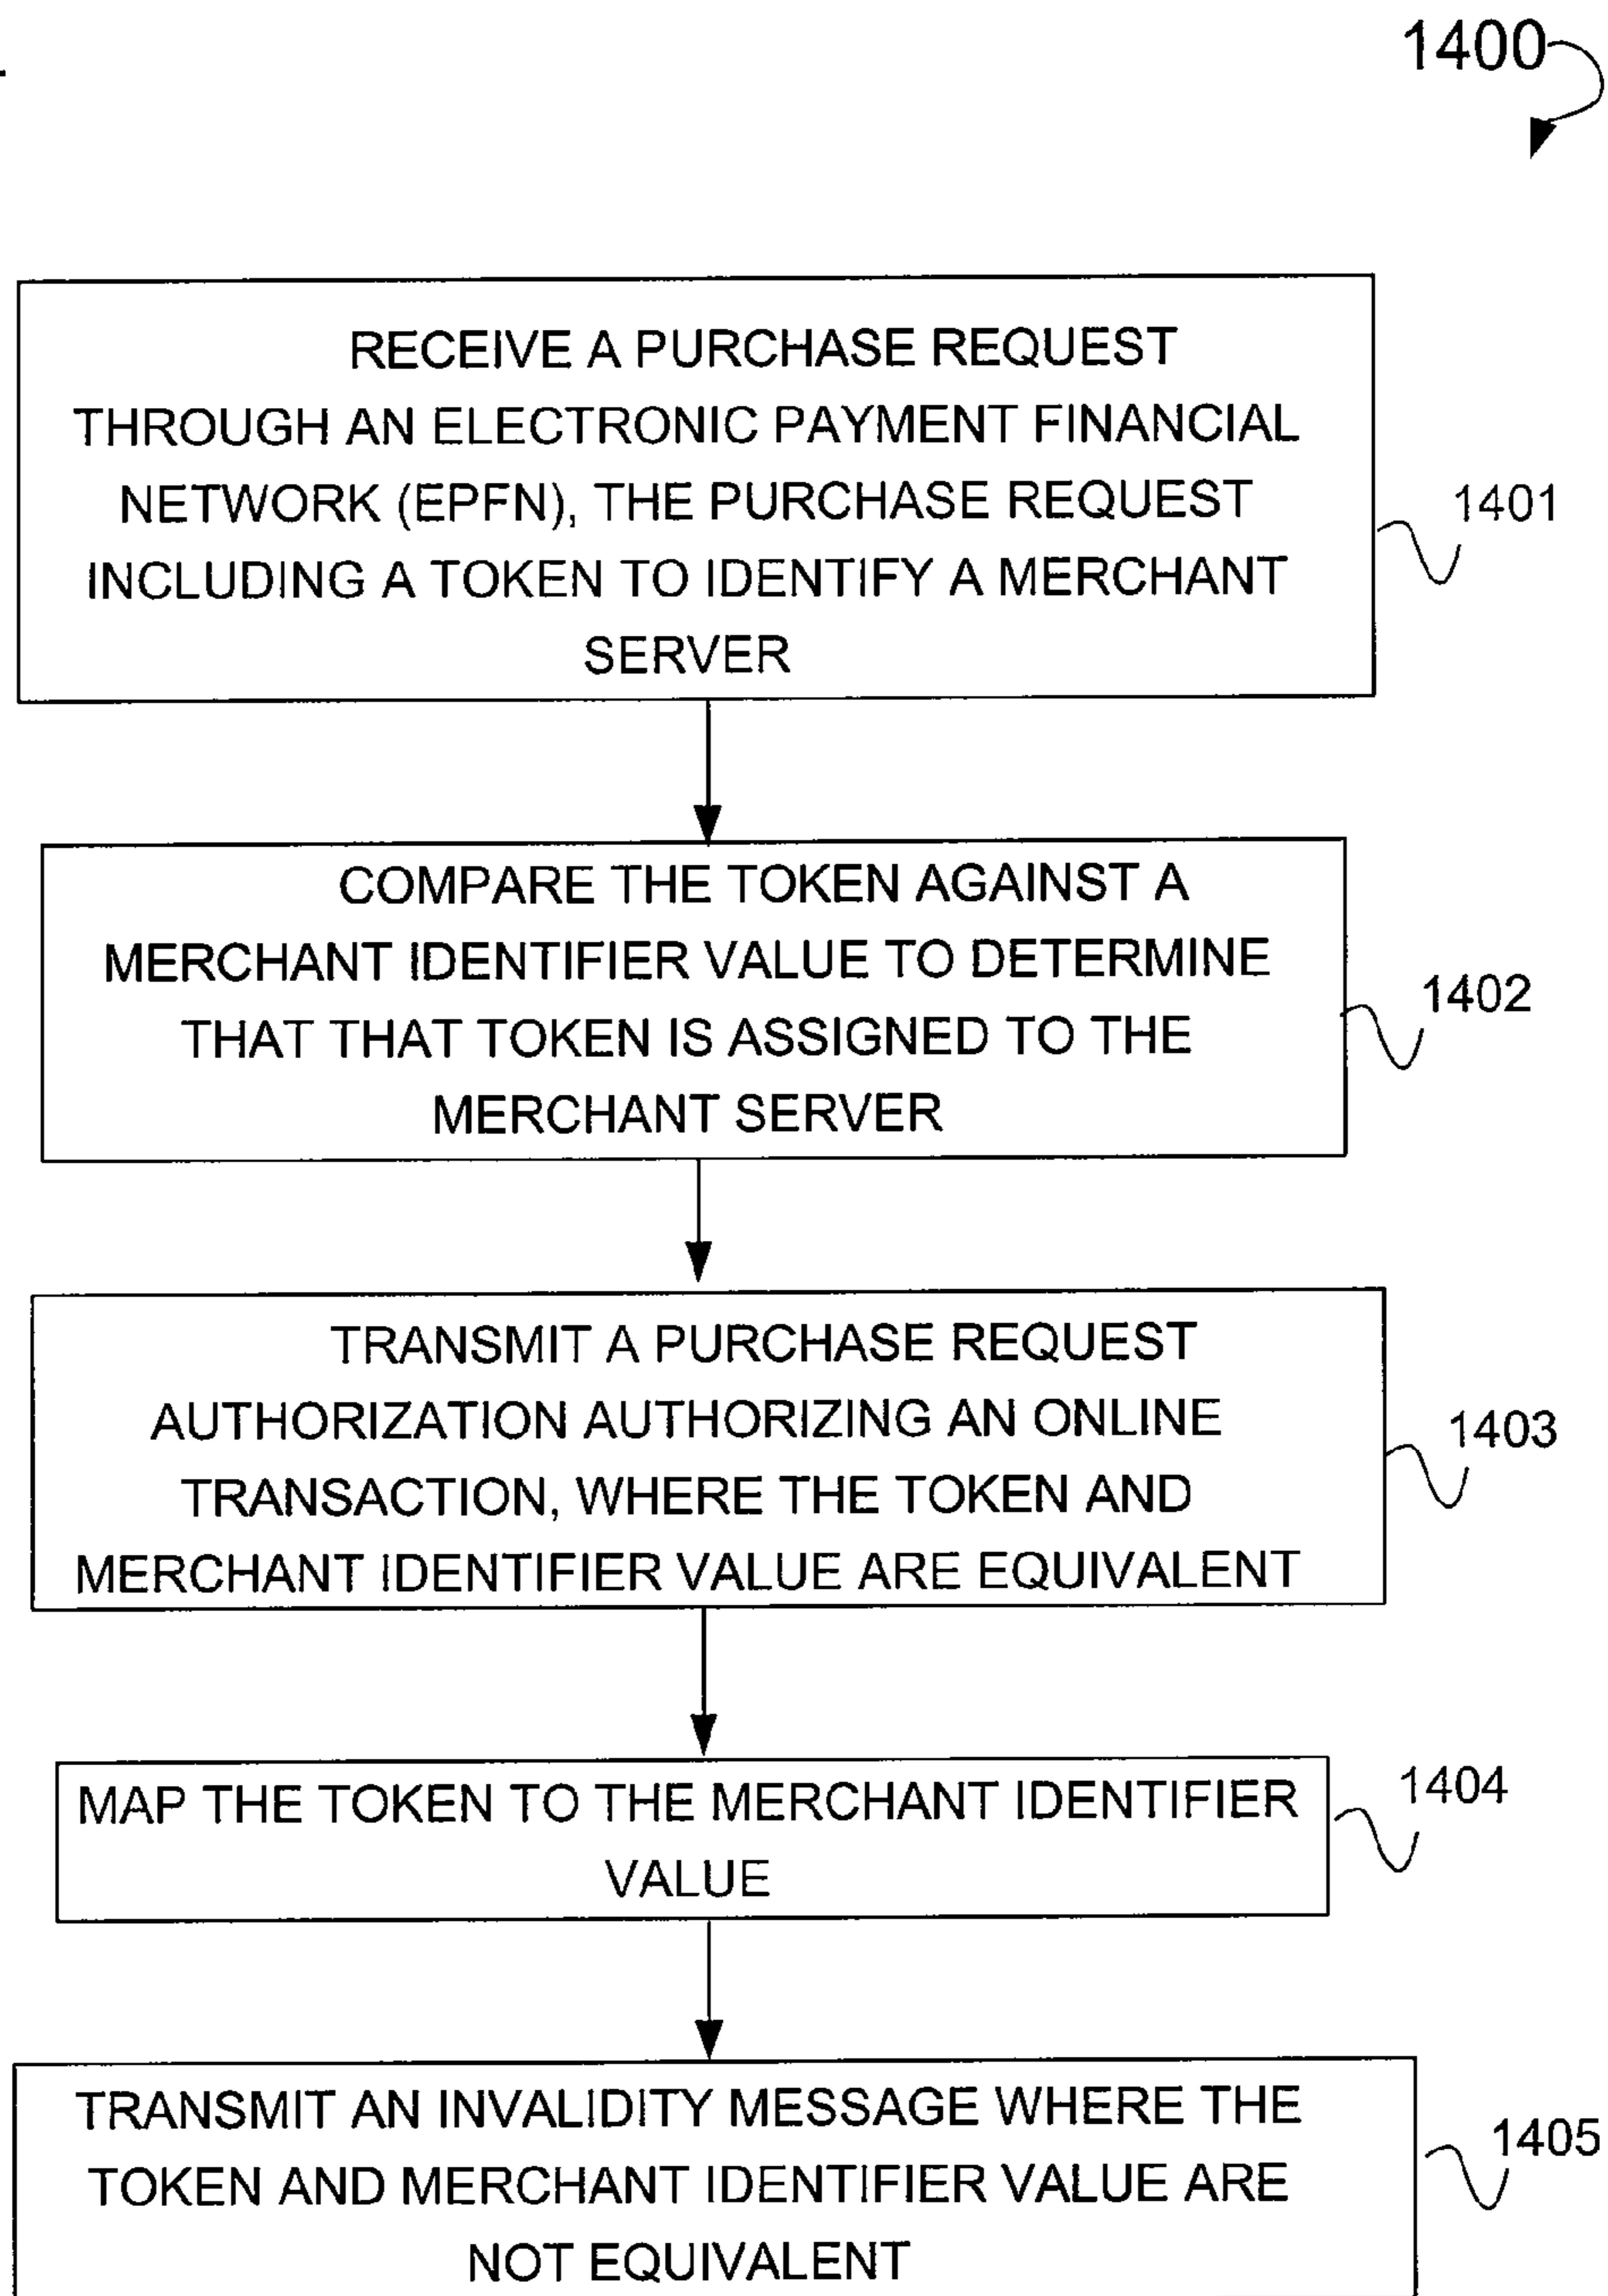 1400
RECEIVE A PURCHASE REQUEST
THROUGH AN ELECTRONIC PAYMENT FINANCIAL
NETWORK (EPFN), THE PURCHASE REQUEST
INCLUDING A TOKEN TO IDENTIFY A MERCHANT
SERVER
1401
COMPARE THE TOKEN AGAINST A
MERCHANT IDENTIFIER VALUE TO DETERMINE
THAT THAT TOKEN IS ASSIGNED TO THE
MERCHANT SERVER
1402
TRANSMIT A PURCHASE REQUEST
AUTHORIZATION AUTHORIZING AN ONLINE
TRANSACTION, WHERE THE TOKEN AND
MERCHANT IDENTIFIER VALUE ARE EQUIVALENT
1403
MAP THE TOKEN TO THE MERCHANT IDENTIFIER
VALUE
1404
TRANSMIT AN INVALIDITY MESSAGE WHERE THE
TOKEN AND MERCHANT IDENTIFIER VALUE ARE
NOT EQUIVALENT
1405